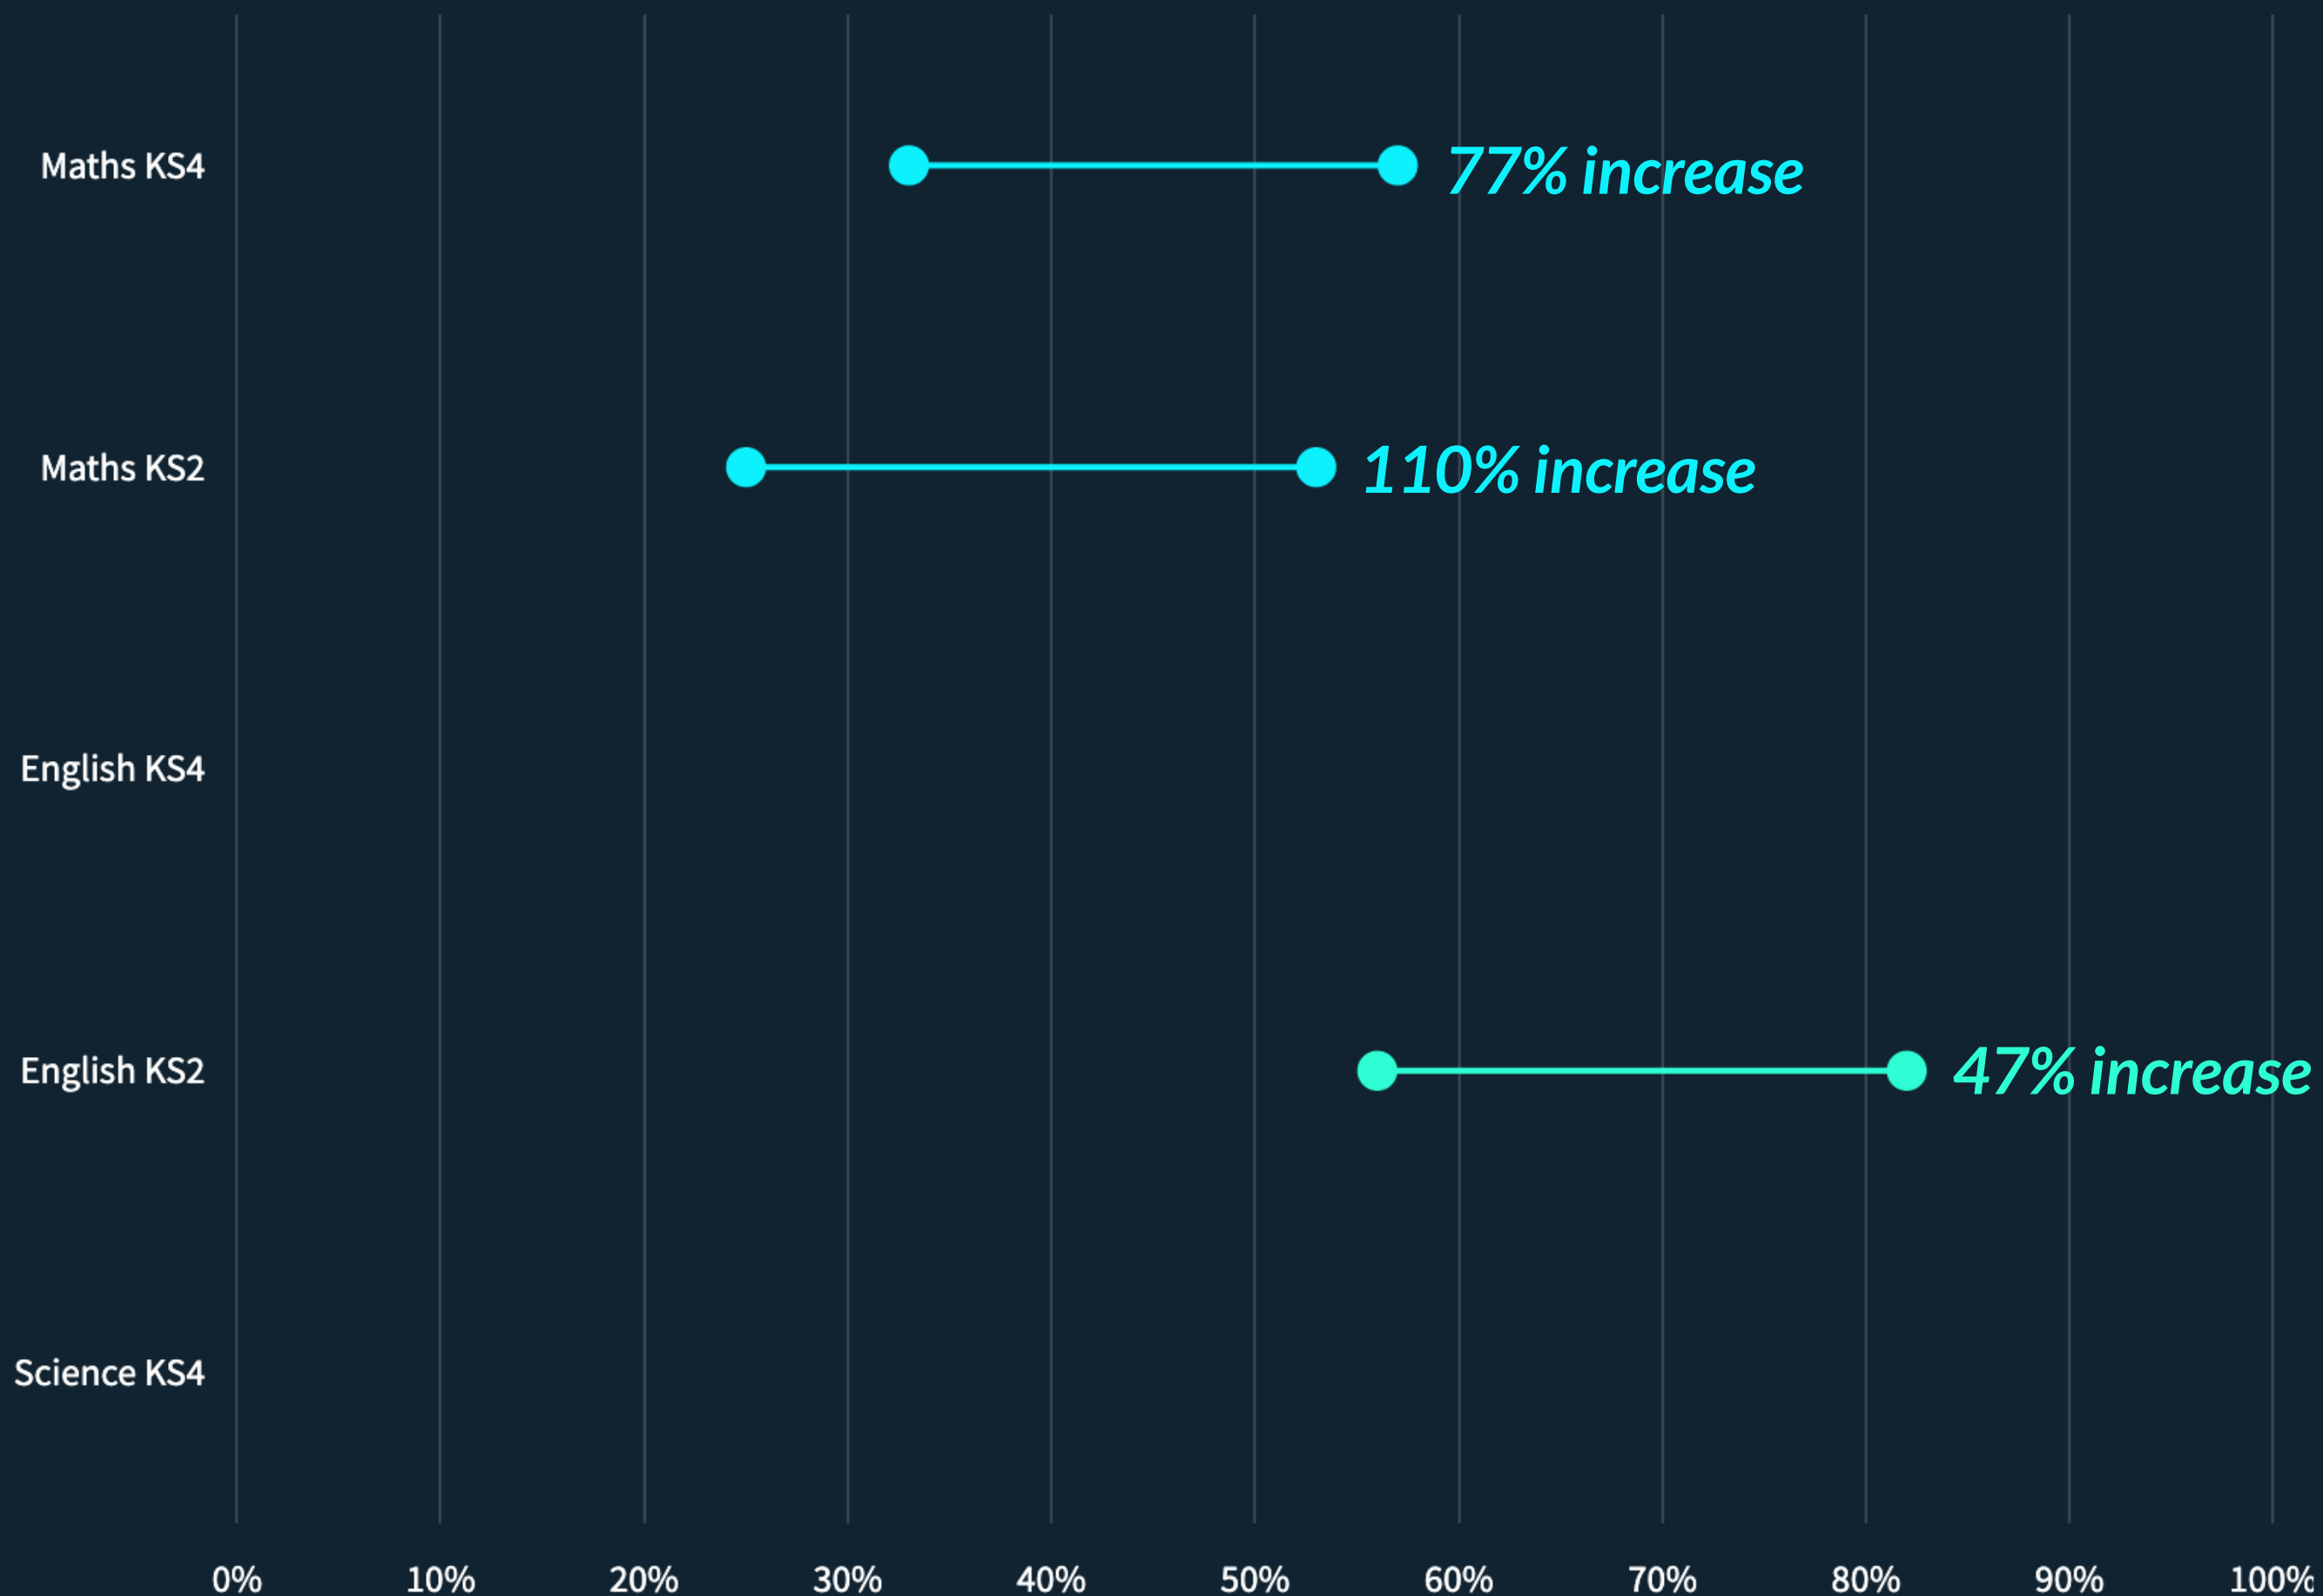 Maths KS4
77% increase
Maths KS2
110% increase
English KS4
English KS2
47% increase
Science KS4
0% 10% 20% 30% 40% 50% 60% 70% 80% 90% 100%